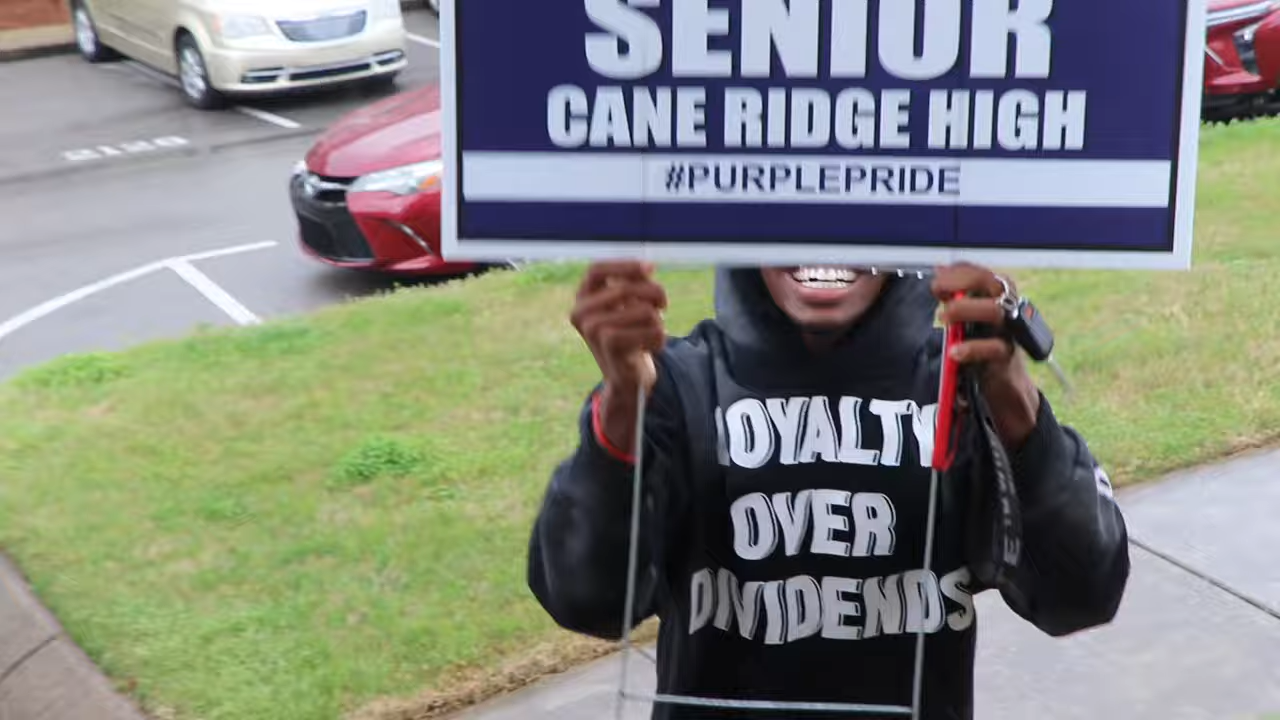 SENIOR
CANE RIDGE HIGH
#PURPLEPRIDE
LOYALTY
OVER
DIVIDENDS